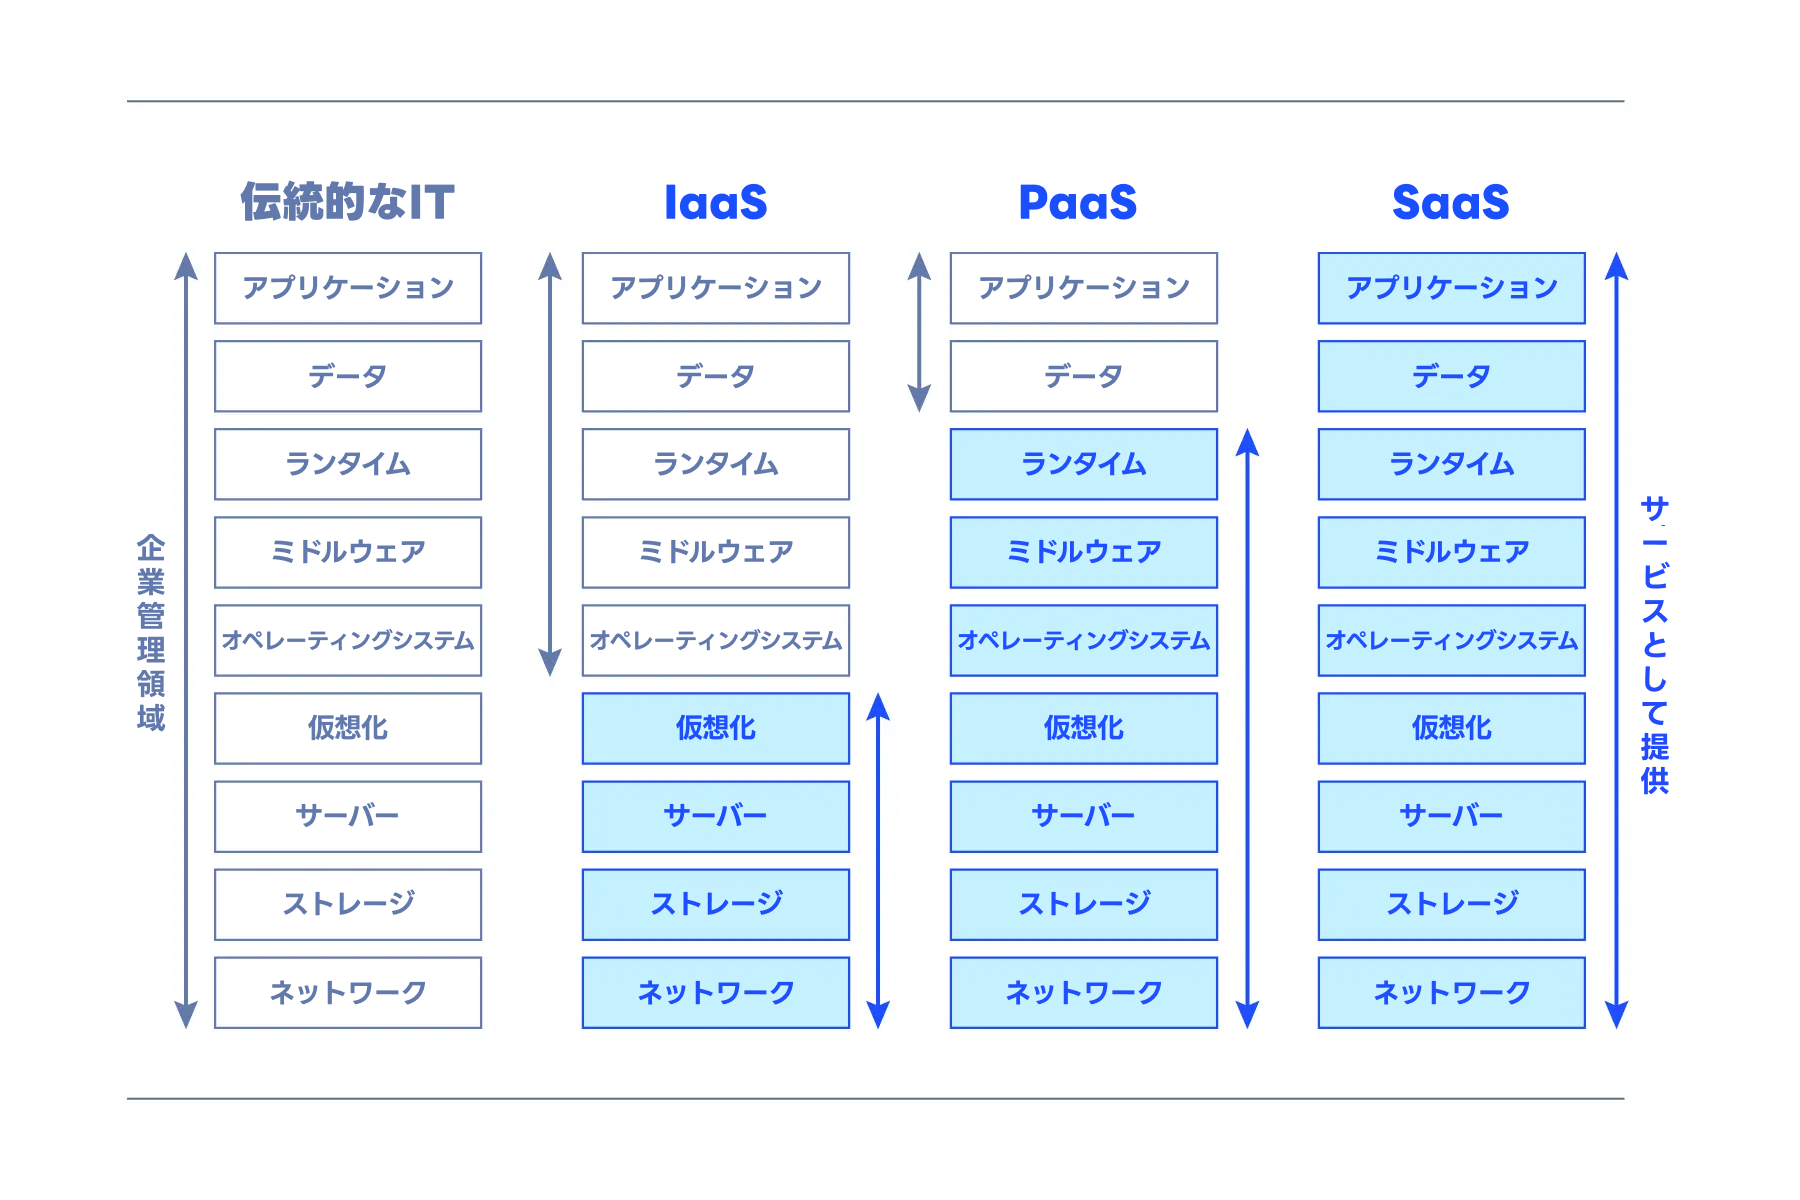 伝統的なIT
IaaS
PaaS
SaaS
企業管理領域
アプリケーション
データ
ランタイム
ミドルウェア
オペレーティングシステム
仮想化
サーバー
ストレージ
ネットワーク
アプリケーション
データ
ランタイム
ミドルウェア
オペレーティングシステム
仮想化
サーバー
ストレージ
ネットワーク
アプリケーション
データ
ランタイム
ミドルウェア
オペレーティングシステム
仮想化
サーバー
ストレージ
ネットワーク
アプリケーション
データ
ランタイム
ミドルウェア
オペレーティングシステム
仮想化
サーバー
ストレージ
ネットワーク
サービスとして提供